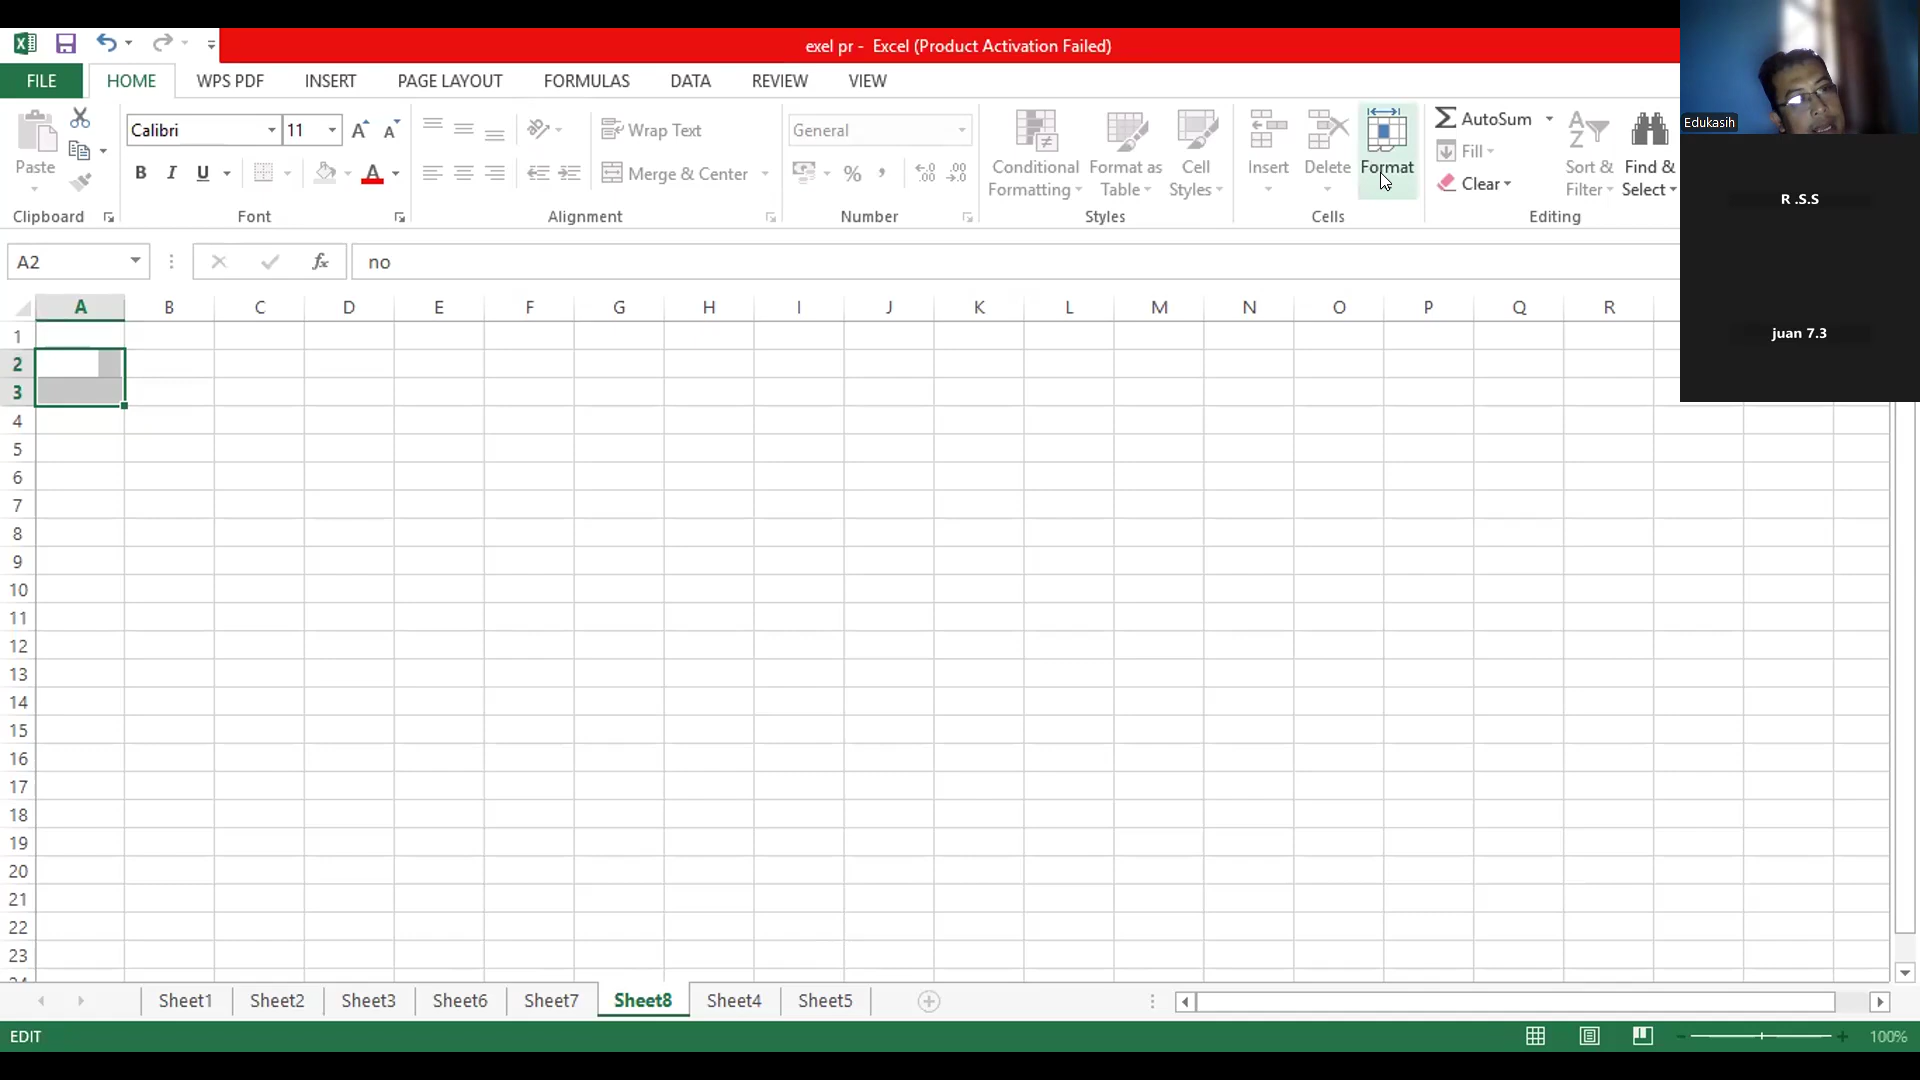 exel pr - Excel (Product Activation Failed)
FILE HOME WPS PDF INSERT PAGE LAYOUT FORMULAS DATA REVIEW VIEW
Edukasih
Calibri 11 Wrap Text General AutoSum
Paste Conditional Formatting Format as Table Cell Styles Insert Delete Format Fill Sort & Filter Find & Select
B I U Merge & Center % , Clear
Clipboard Font Alignment Number Styles Cells Editing
R .S.S
A2 fx no
A B C D E F G H I J K L M N O P Q R
juan 7.3
1
2
3
4
5
6
7
8
9
10
11
12
13
14
15
16
17
18
19
20
21
22
23
Sheet1 Sheet2 Sheet3 Sheet6 Sheet7 Sheet8 Sheet4 Sheet5
EDIT 100%